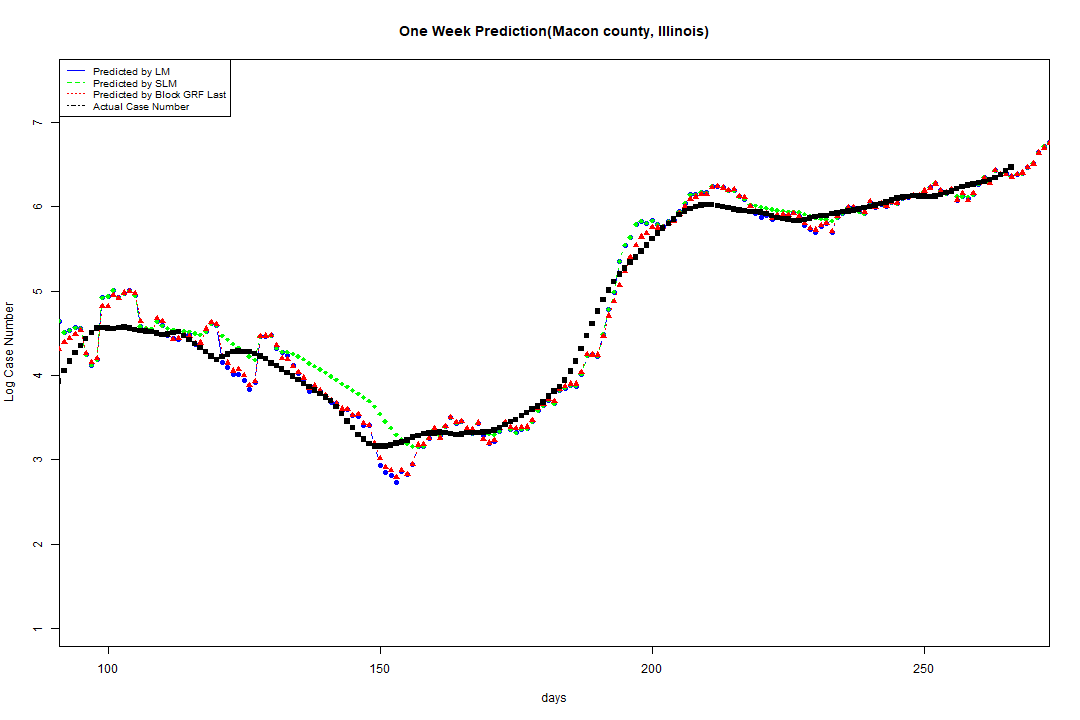 One Week Prediction(Macon county, Illinois)
Predicted by LM
Predicted by SLM
Predicted by Block GRF Last
Actual Case Number
7
6
5
4
3
2
1
Log Case Number
100 150 200 250
days